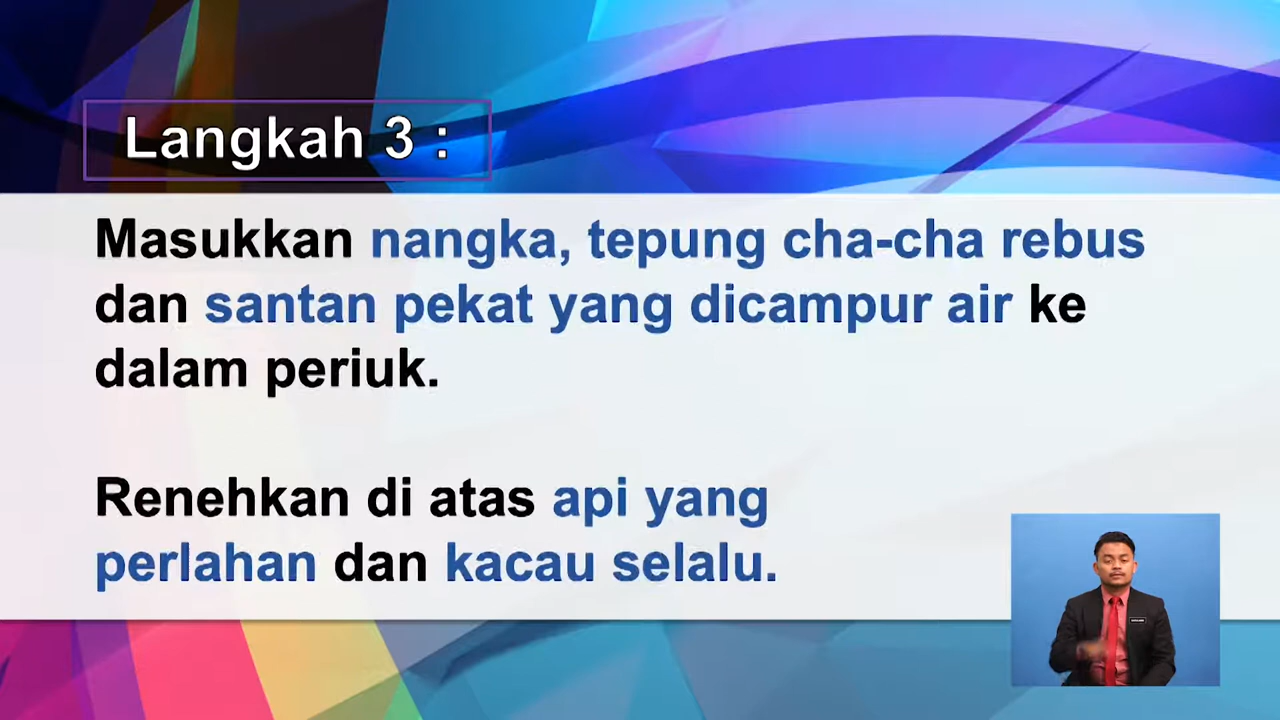 Langkah 3 :
Masukkan nangka, tepung cha-cha rebus
dan santan pekat yang dicampur air ke
dalam periuk.
Renehkan di atas api yang
perlahan dan kacau selalu.